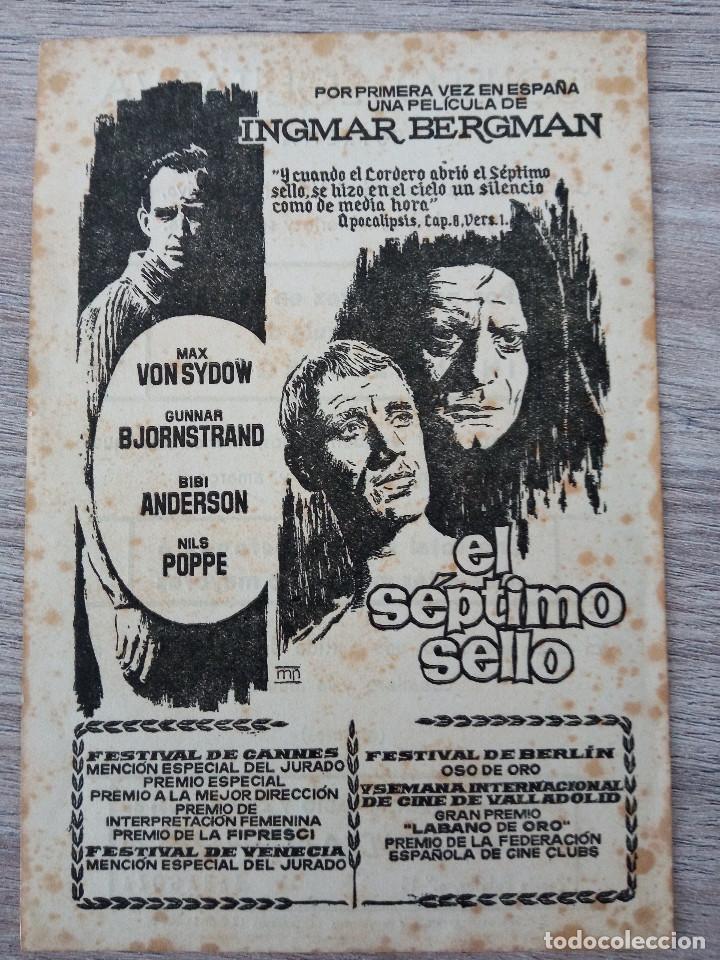 POR PRIMERA VEZ EN ESPAÑA
UNA PELÍCULA DE
INGMAR BERGMAN
"Y cuando el Cordero abrió el Séptimo
sello, se hizo en el cielo un silencio
como de media hora"
Apocalipsis, Cap. 8, Vers. 1.
MAX
VON SYDOW
GUNNAR
BJORNSTRAND
BIBI
ANDERSON
NILS
POPPE
el
séptimo
sello
mp
FESTIVAL DE CANNES
MENCIÓN ESPECIAL DEL JURADO
PREMIO ESPECIAL
PREMIO A LA MEJOR DIRECCIÓN
PREMIO DE
INTERPRETACIÓN FEMENINA
PREMIO DE LA FIPRESCI
FESTIVAL DE VENECIA
MENCIÓN ESPECIAL DEL JURADO
FESTIVAL DE BERLÍN
OSO DE ORO
Y SEMANA INTERNACIONAL
DE CINE DE VALLADOLID
GRAN PREMIO
"LABANO DE ORO"
PREMIO DE LA FEDERACIÓN
ESPAÑOLA DE CINE CLUBS
todocoleccion